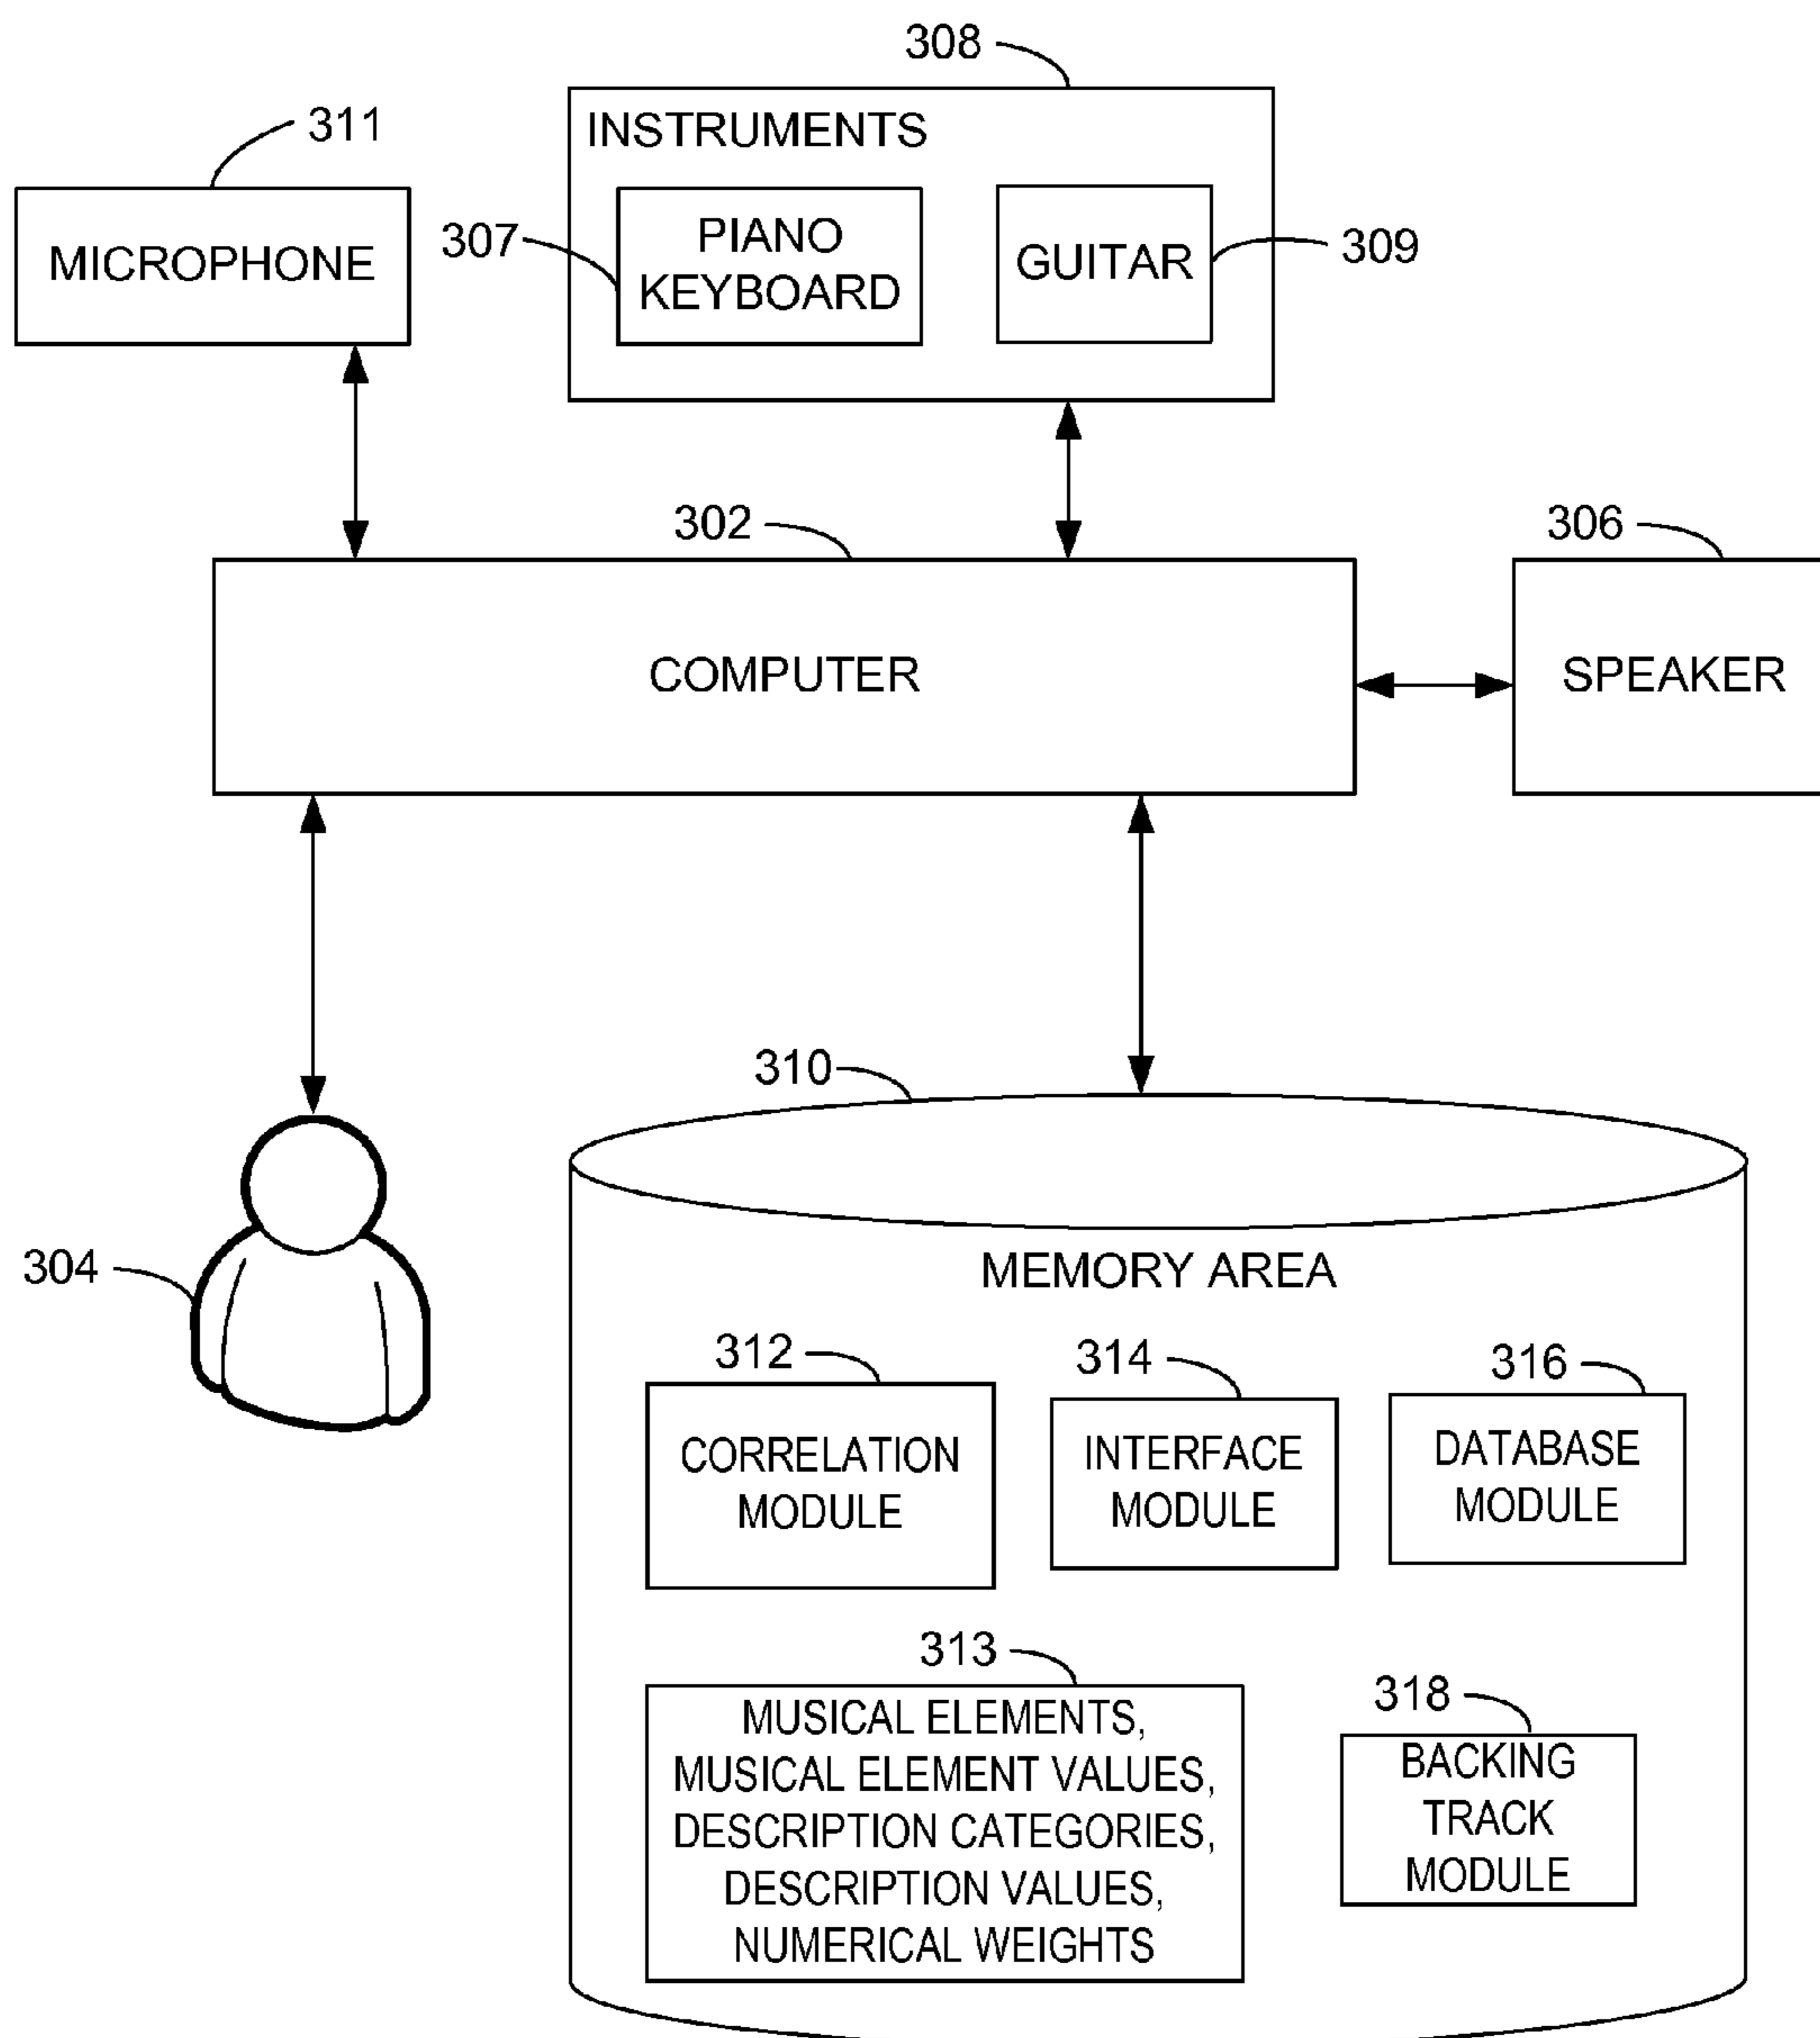 308
INSTRUMENTS
311
MICROPHONE
307
PIANO
KEYBOARD
GUITAR
309
302
COMPUTER
306
SPEAKER
310
304
MEMORY AREA
312
CORRELATION
MODULE
314
INTERFACE
MODULE
316
DATABASE
MODULE
313
MUSICAL ELEMENTS,
MUSICAL ELEMENT VALUES,
DESCRIPTION CATEGORIES,
DESCRIPTION VALUES,
NUMERICAL WEIGHTS
318
BACKING
TRACK
MODULE